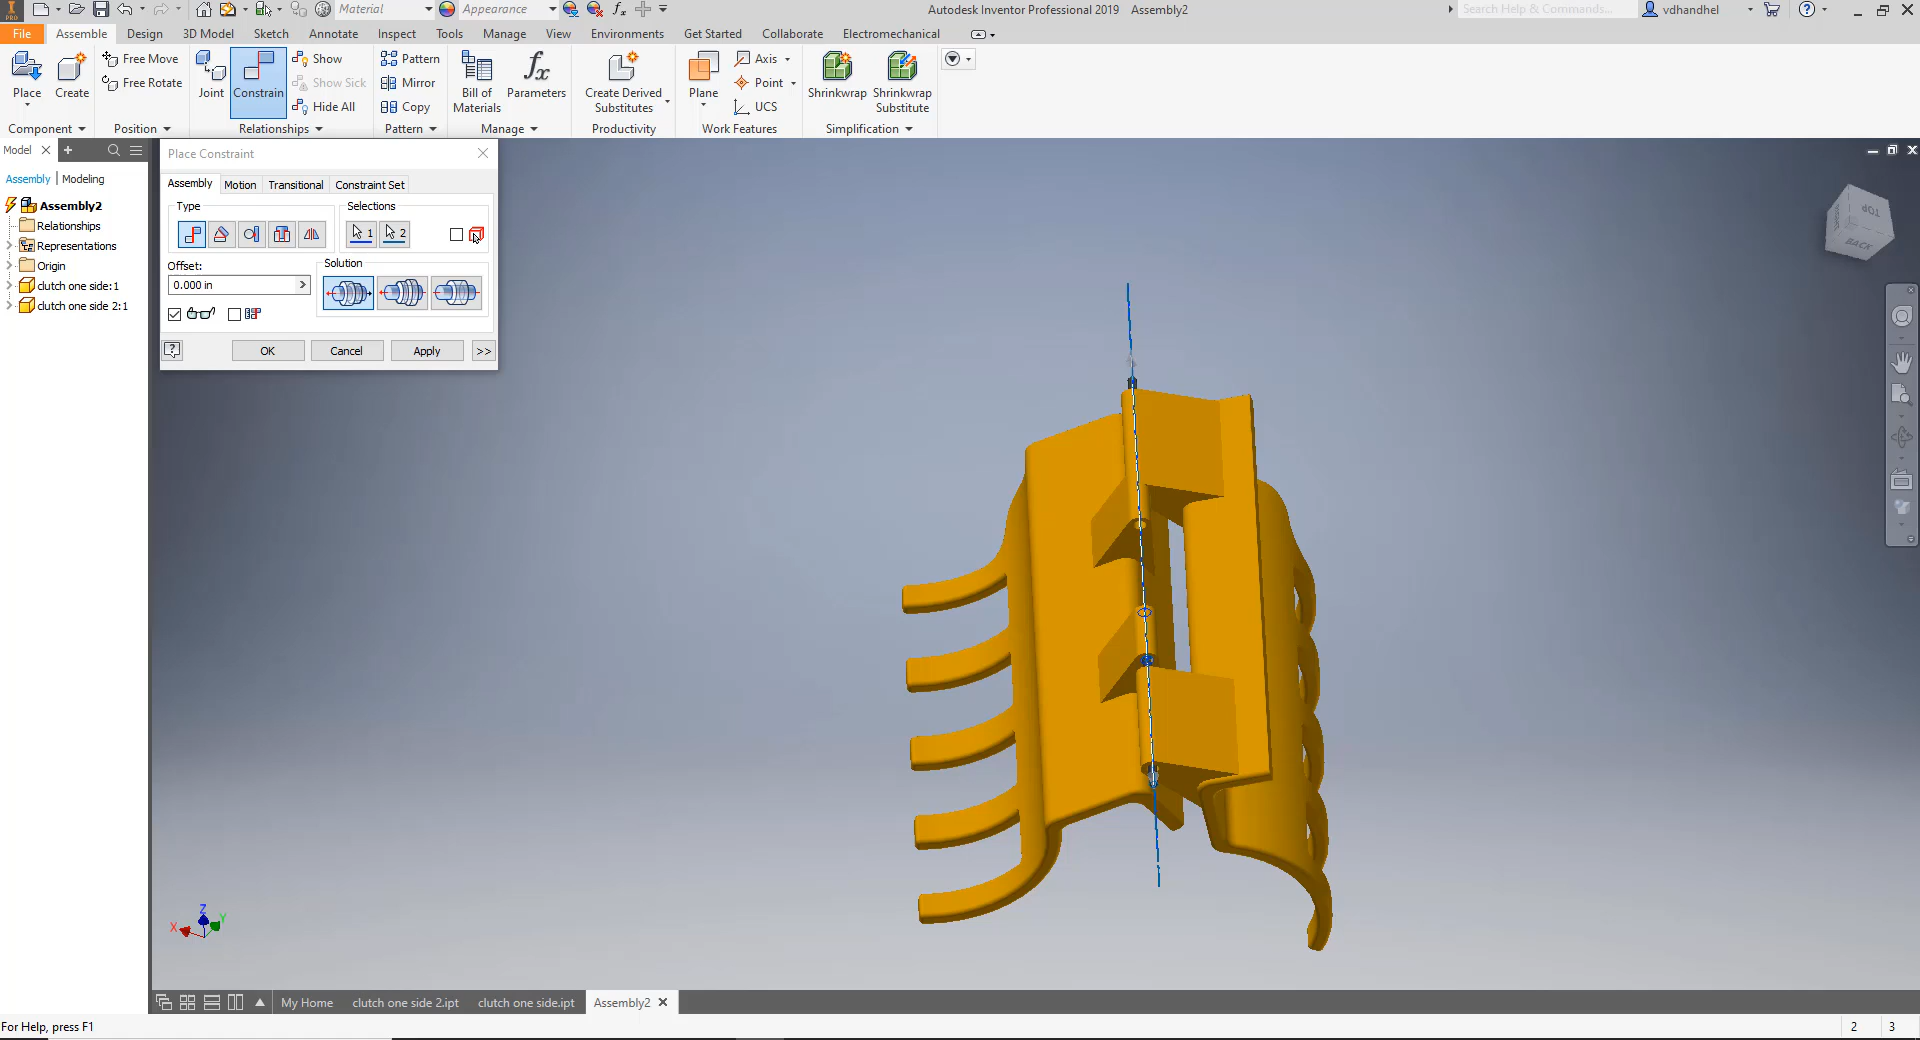 Material
Appearance
fx
Autodesk Inventor Professional 2019 Assembly2
Search Help & Commands...
vdhandhel
PRO
File Assemble Design 3D Model Sketch Annotate Inspect Tools Manage View Environments Get Started Collaborate Electromechanical
Place
Create
Free Move
Free Rotate
Joint
Constrain
Show
Show Sick
Hide All
Pattern
Mirror
Copy
Bill of
Materials
fx
Parameters
Create Derived
Substitutes
Plane
Axis
Point
UCS
Shrinkwrap
Shrinkwrap
Substitute
Component Position Relationships Pattern Manage Productivity Work Features Simplification
Model
Assembly Modeling
Assembly2
Relationships
Representations
Origin
clutch one side:1
clutch one side 2:1
Place Constraint
Assembly Motion Transitional Constraint Set
Type
Selections
1
2
Offset:
0.000 in
Solution
OK Cancel Apply >>
TOP
BACK
X
Z
Y
My Home clutch one side 2.ipt clutch one side.ipt Assembly2
For Help, press F1
2 3